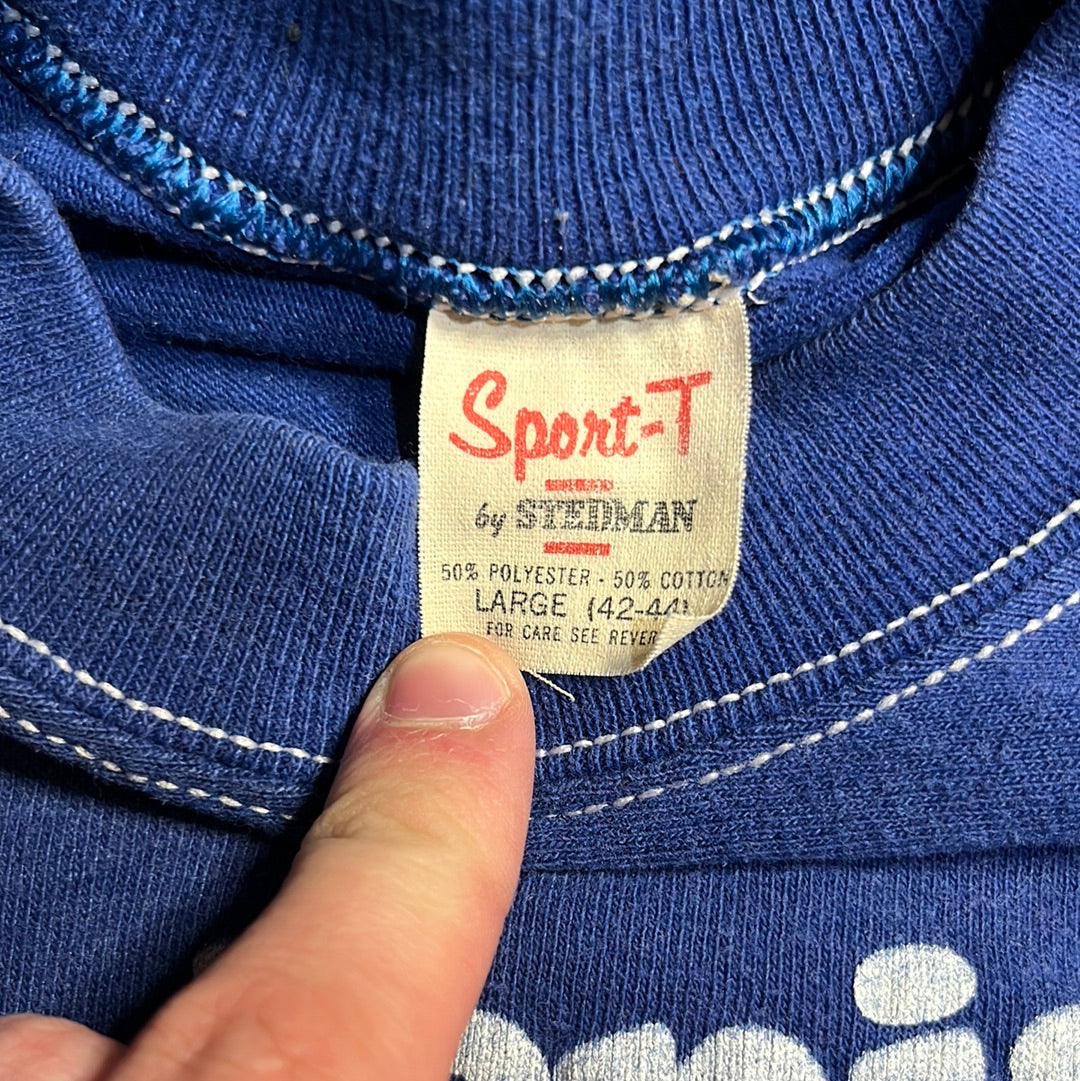 Sport-T
by STEDMAN
50% POLYESTER - 50% COTTON
LARGE (42-44)
FOR CARE SEE REVER